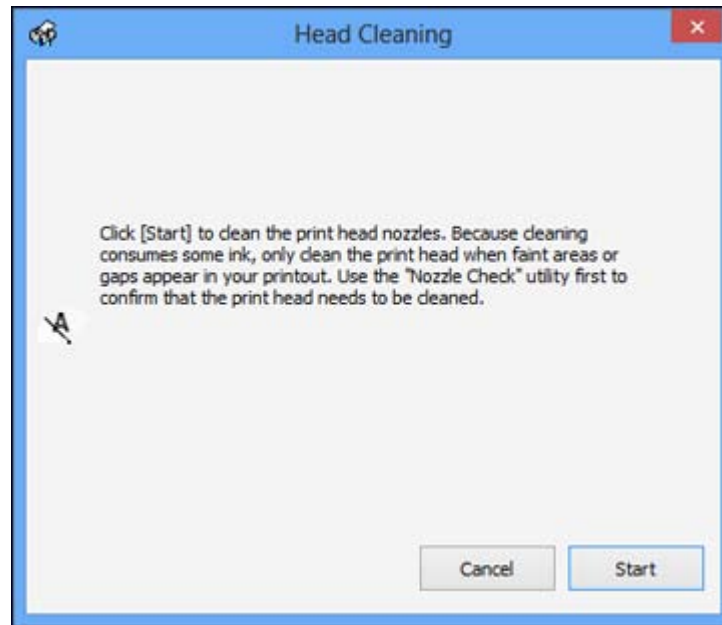 Head Cleaning
Click [Start] to clean the print head nozzles. Because cleaning
consumes some ink, only clean the print head when faint areas or
gaps appear in your printout. Use the "Nozzle Check" utility first to
confirm that the print head needs to be cleaned.
Cancel
Start